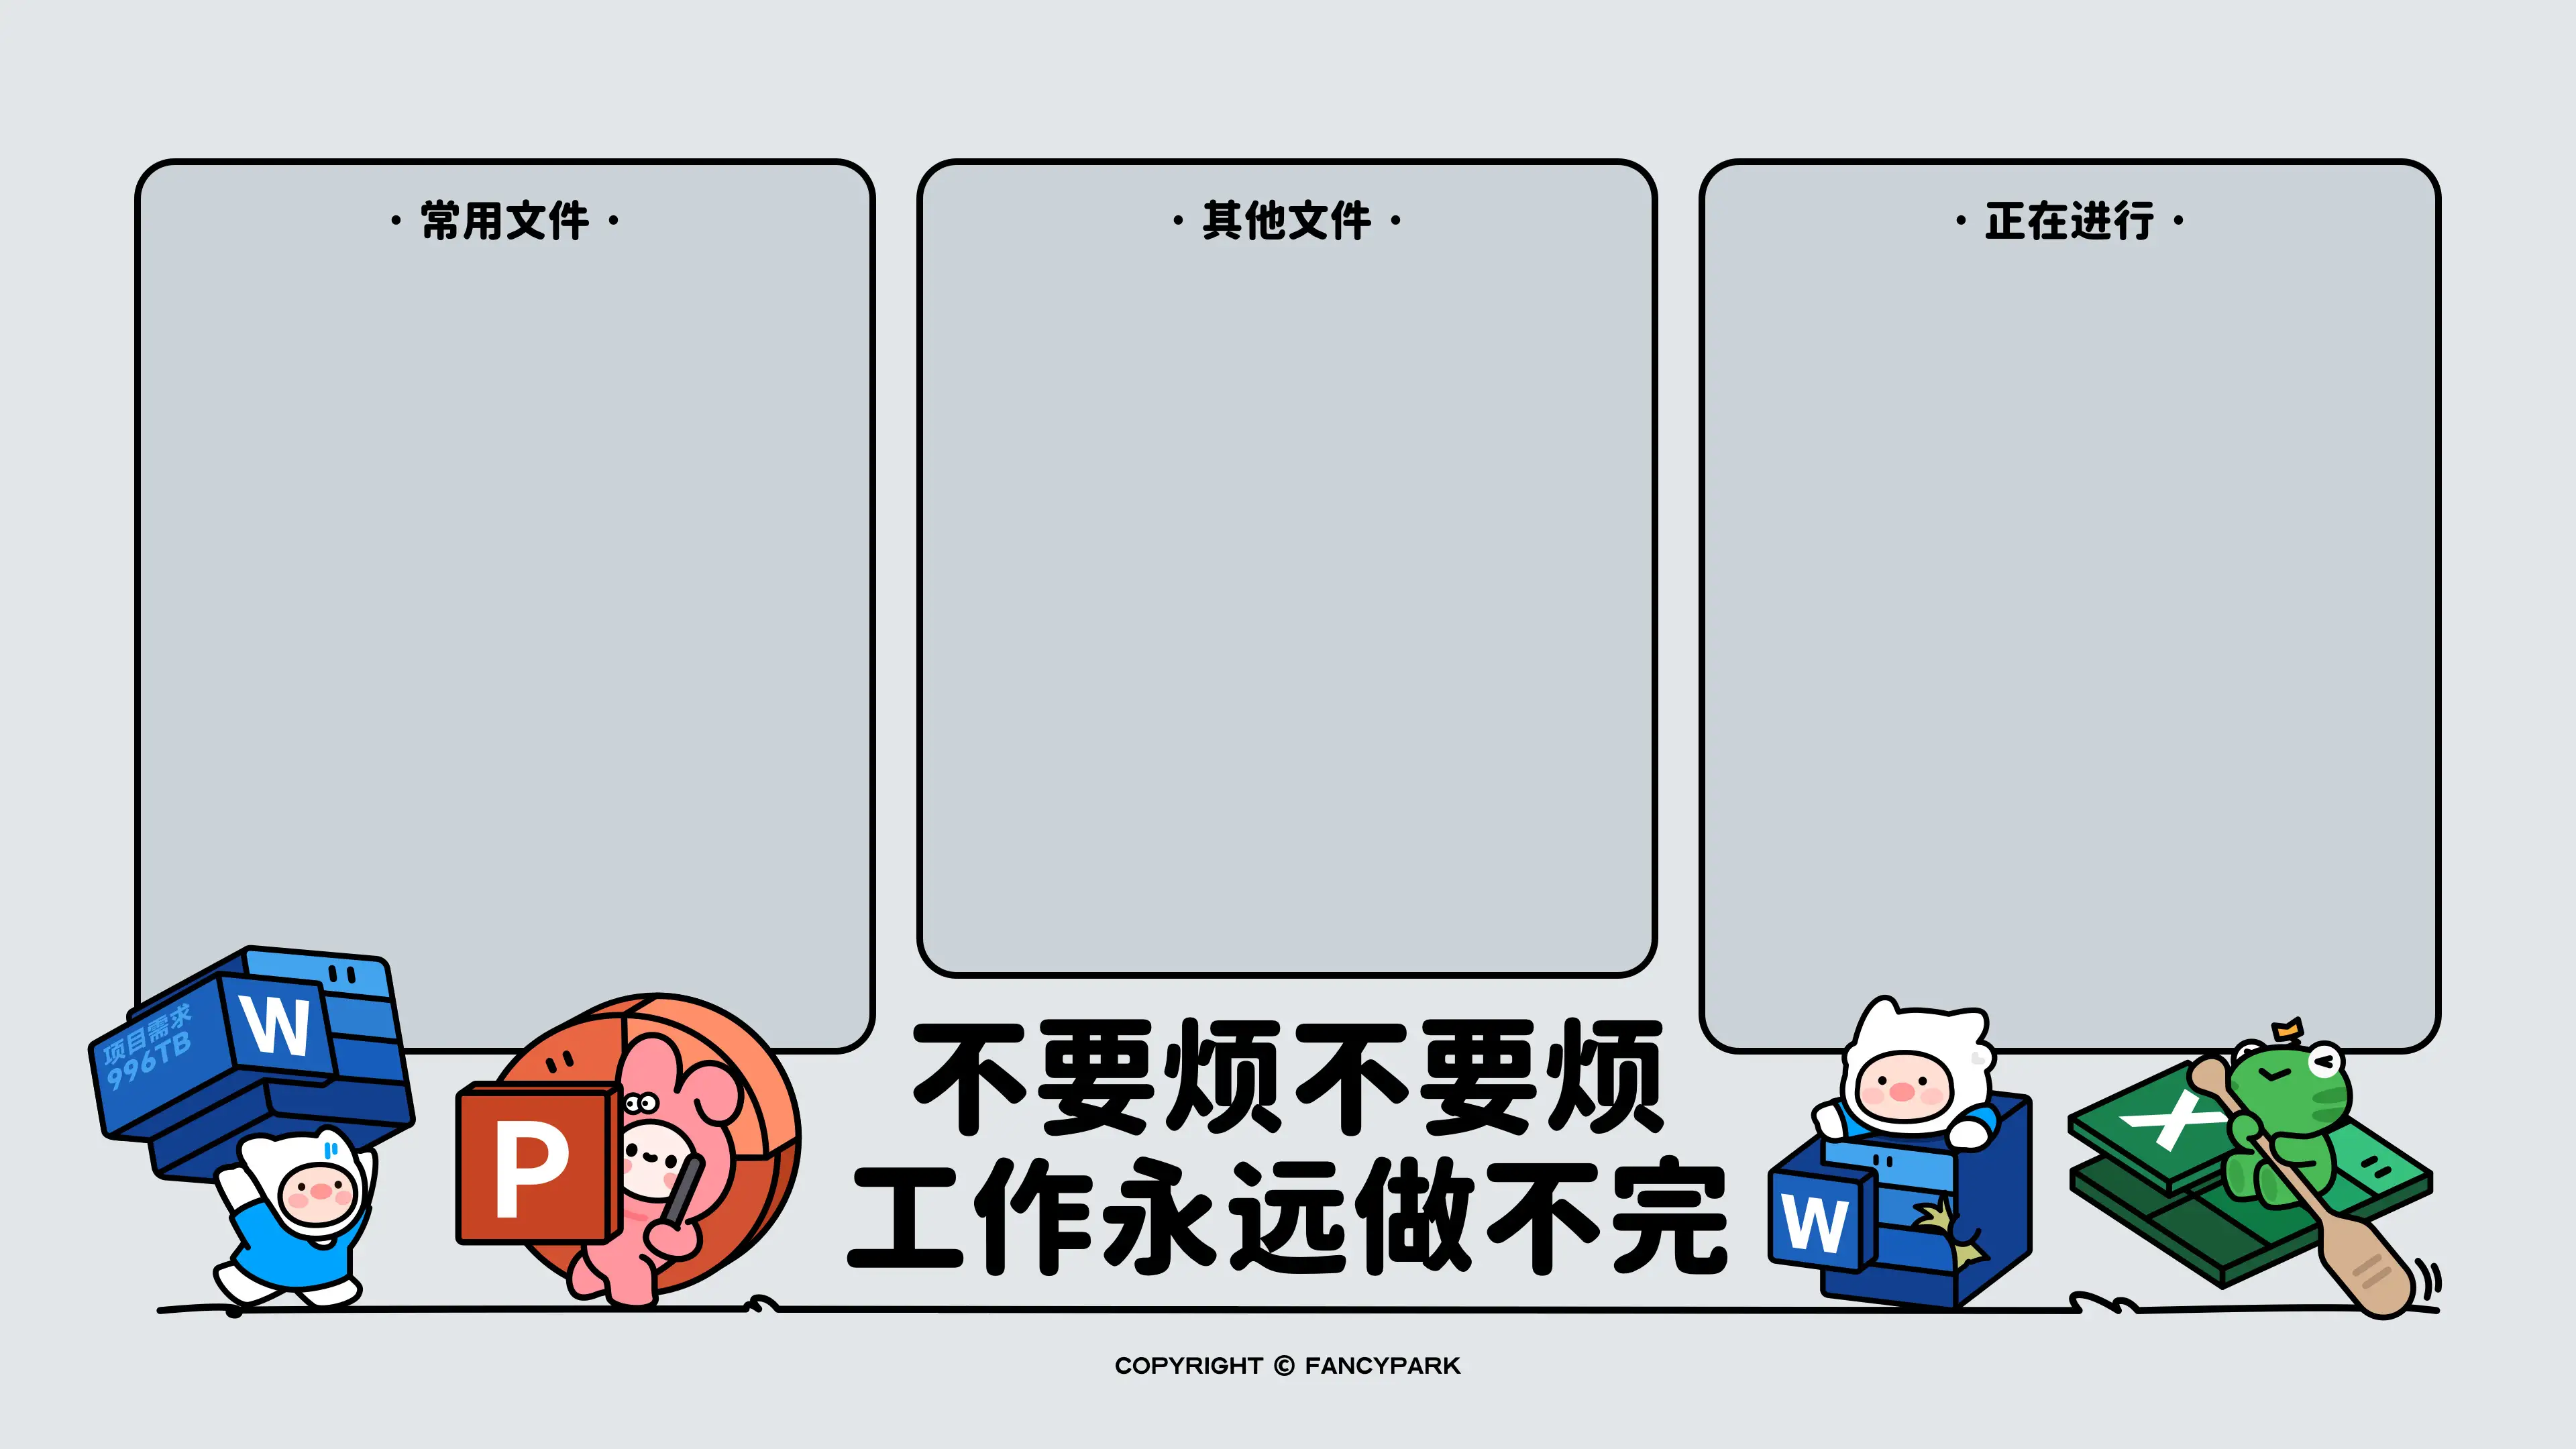 · 常用文件 ·
· 其他文件 ·
· 正在进行 ·
项目需求
996TB
W
P
不要烦不要烦
工作永远做不完
W
X
COPYRIGHT © FANCYPARK